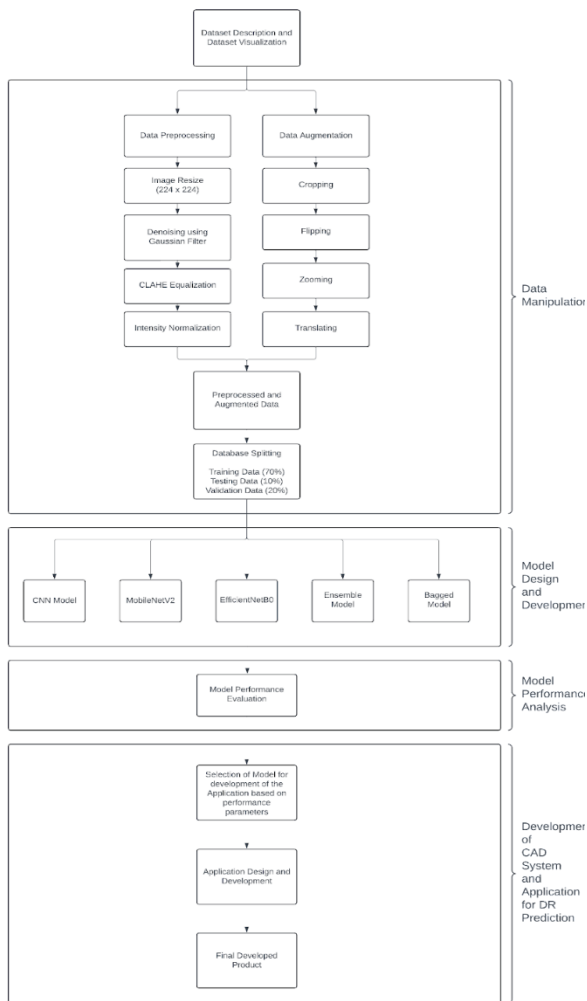 Dataset Description and
Dataset Visualization
Data Preprocessing
Data Augmentation
Image Resize
(224 x 224)
Cropping
Denoising using
Gaussian Filter
Flipping
CLAHE Equalization
Zooming
Intensity Normalization
Translating
Data
Manipulation
Preprocessed and
Augmented Data
Database Splitting
Training Data (70%)
Testing Data (10%)
Validation Data (20%)
CNN Model
MobileNetV2
EfficientNetB0
Ensemble
Model
Bagged
Model
Model
Design
and
Developmen
Model Performance
Evaluation
Model
Performance
Analysis
Selection of Model for
development of the
Application based on
performance
parameters
Application Design and
Development
Final Developed
Product
Developmen
of
CAD
System
and
Application
for DR
Prediction